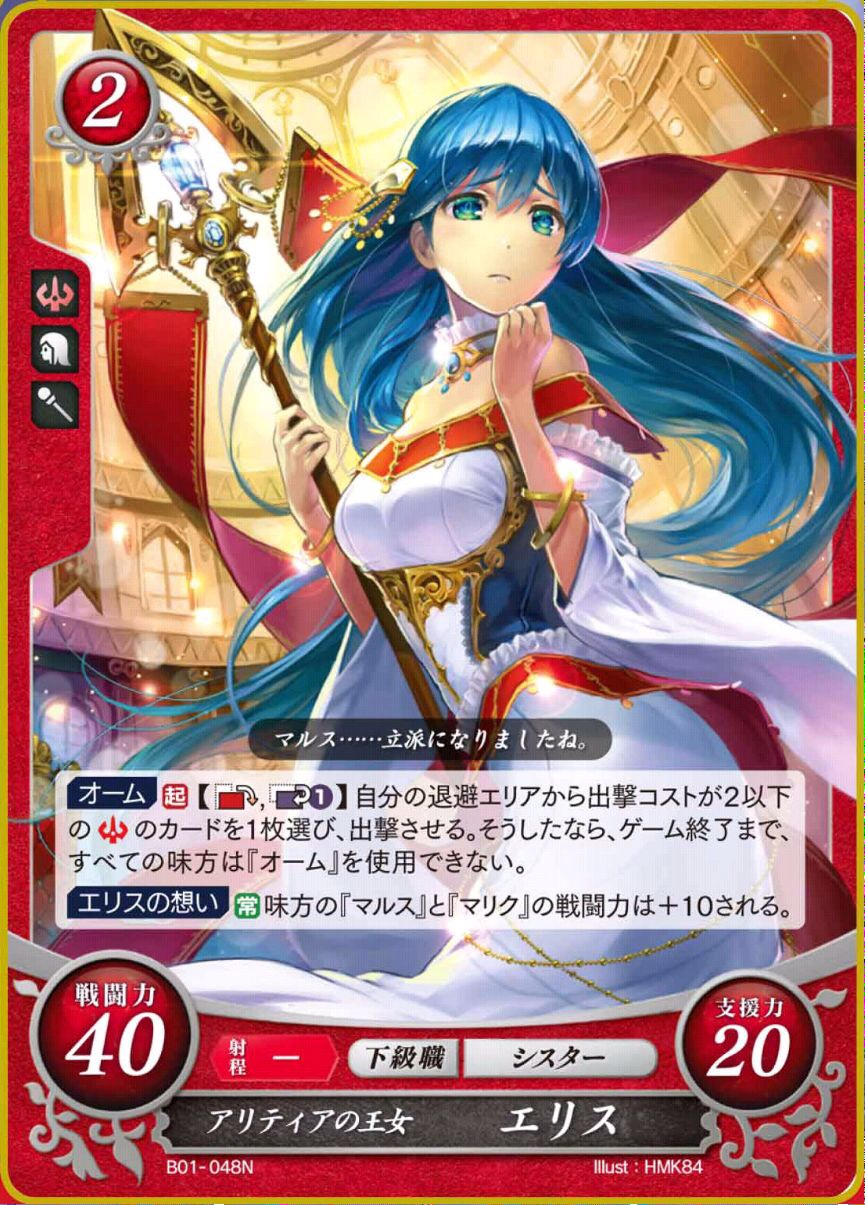 2
マルス……立派になりましたね。
オーム 起【 , 1】自分の退避エリアから出撃コストが2以下
の のカードを1枚選び、出撃させる。そうしたなら、ゲーム終了まで、
すべての味方は『オーム』を使用できない。
エリスの想い 常 味方の『マルス』と『マリク』の戦闘力は+10される。
戦闘力
40
射程 ー
下級職
シスター
支援力
20
アリティアの王女 エリス
B01-048N
Illust : HMK84